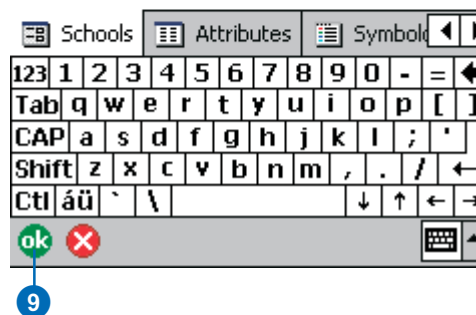 Schools Attributes Symbolo
123 1 2 3 4 5 6 7 8 9 0 - =
Tab q w e r t y u i o p [ ]
CAP a s d f g h j k l ; '
Shift z x c v b n m , . / ←
Ctl áü ` \ ↓ ↑ ← →
ok
9